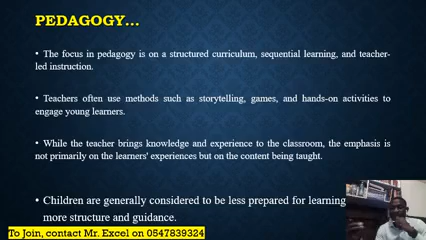 PEDAGOGY...
• The focus in pedagogy is on a structured curriculum, sequential learning, and teacher-
led instruction.
• Teachers often use methods such as storytelling, games, and hands-on activities to
engage young learners.
• While the teacher brings knowledge and experience to the classroom, the emphasis is
not primarily on the learners' experiences but on the content being taught.
• Children are generally considered to be less prepared for learning
more structure and guidance.
To Join, contact Mr. Excel on 0547839324